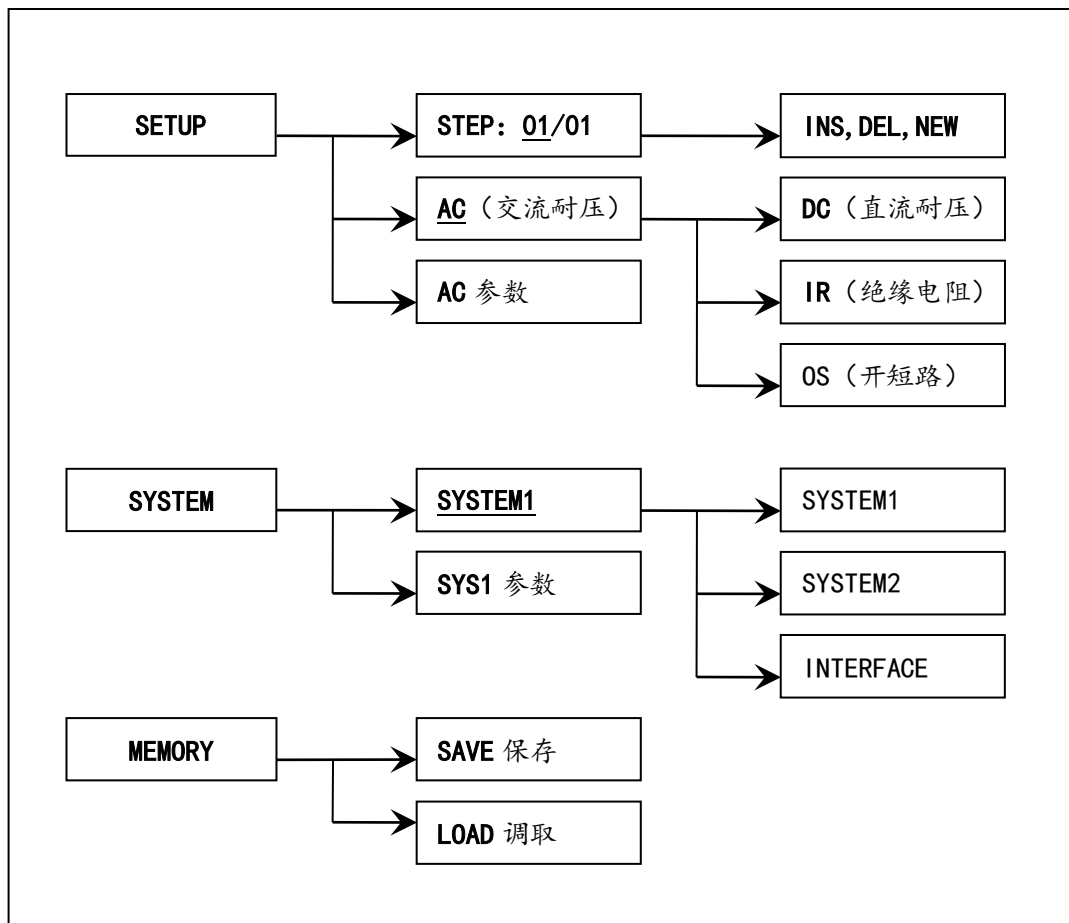 SETUP
STEP: 01/01
INS,DEL,NEW
AC（交流耐压）
DC（直流耐压）
AC 参数
IR（绝缘电阻）
OS（开短路）
SYSTEM
SYSTEM1
SYSTEM1
SYS1 参数
SYSTEM2
INTERFACE
MEMORY
SAVE 保存
LOAD 调取